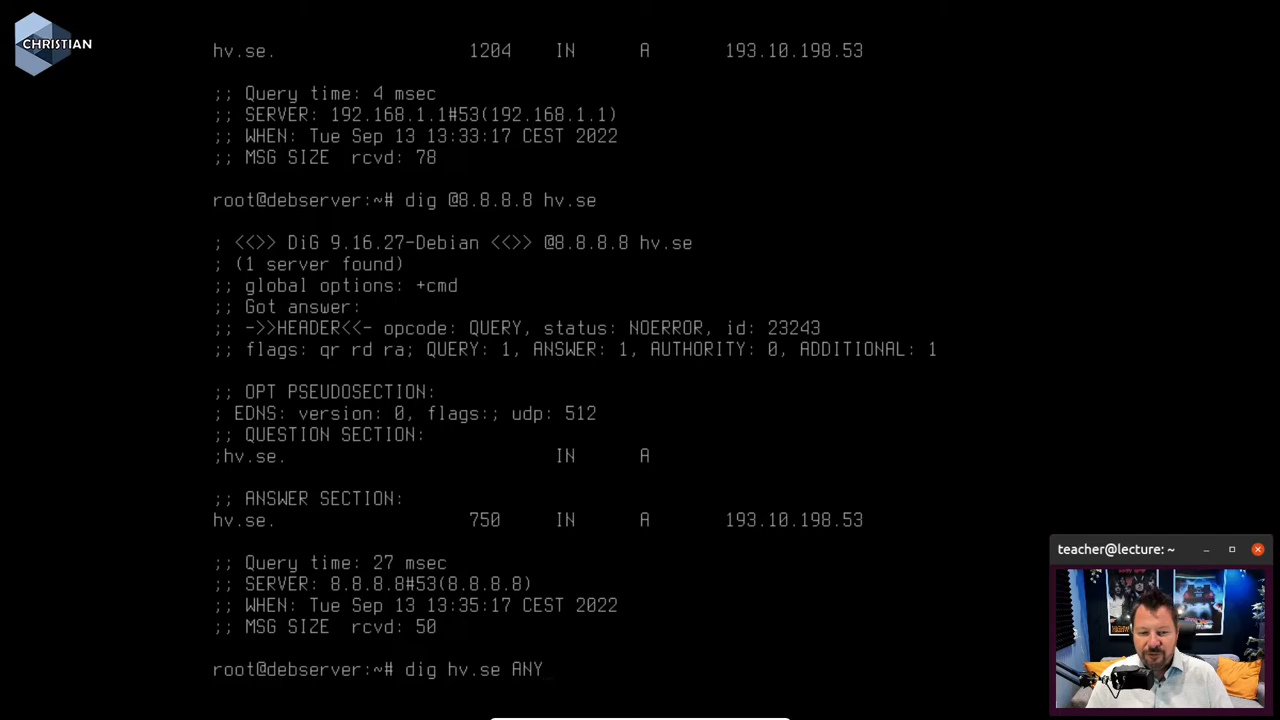 CHRISTIAN
hv.se. 1204 IN A 193.10.198.53
;; Query time: 4 msec
;; SERVER: 192.168.1.1#53(192.168.1.1)
;; WHEN: Tue Sep 13 13:33:17 CEST 2022
;; MSG SIZE rcvd: 78
root@debserver:~# dig @8.8.8.8 hv.se
; <<>> DiG 9.16.27-Debian <<>> @8.8.8.8 hv.se
; (1 server found)
;; global options: +cmd
;; Got answer:
;; ->>HEADER<<- opcode: QUERY, status: NOERROR, id: 23243
;; flags: qr rd ra; QUERY: 1, ANSWER: 1, AUTHORITY: 0, ADDITIONAL: 1
;; OPT PSEUDOSECTION:
; EDNS: version: 0, flags:; udp: 512
;; QUESTION SECTION:
;hv.se. IN A
;; ANSWER SECTION:
hv.se. 750 IN A 193.10.198.53
;; Query time: 27 msec
;; SERVER: 8.8.8.8#53(8.8.8.8)
;; WHEN: Tue Sep 13 13:35:17 CEST 2022
;; MSG SIZE rcvd: 50
root@debserver:~# dig hv.se ANY
teacher@lecture: ~